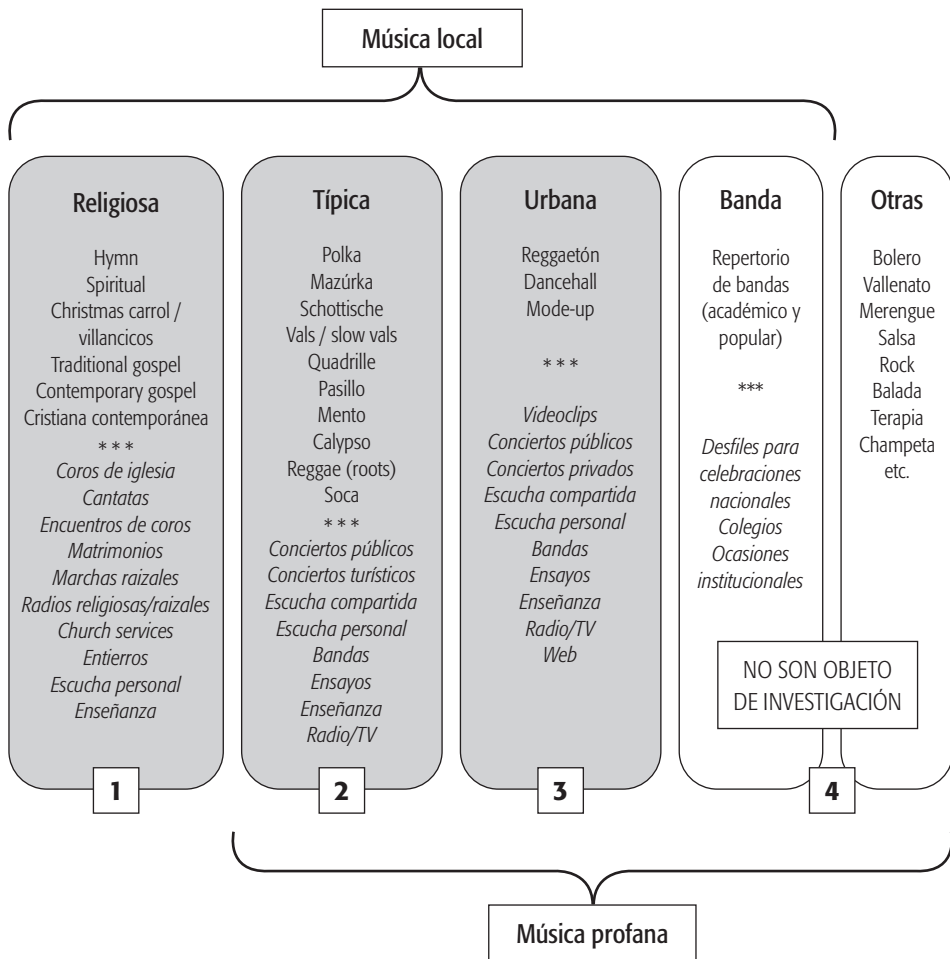 Música local
Religiosa
Hymn
Spiritual
Christmas carrol /
villancicos
Traditional gospel
Contemporary gospel
Cristiana contemporánea
* * *
Coros de iglesia
Cantatas
Encuentros de coros
Matrimonios
Marchas raizales
Radios religiosas/raizales
Church services
Entierros
Escucha personal
Enseñanza
1
Típica
Polka
Mazúrka
Schottische
Vals / slow vals
Quadrille
Pasillo
Mento
Calypso
Reggae (roots)
Soca
* * *
Conciertos públicos
Conciertos turísticos
Escucha compartida
Escucha personal
Bandas
Ensayos
Enseñanza
Radio/TV
2
Urbana
Reggaetón
Dancehall
Mode-up
* * *
Videoclips
Conciertos públicos
Conciertos privados
Escucha compartida
Escucha personal
Bandas
Ensayos
Enseñanza
Radio/TV
Web
3
Banda
Repertorio
de bandas
(académico y
popular)
***
Desfiles para
celebraciones
nacionales
Colegios
Ocasiones
institucionales
Otras
Bolero
Vallenato
Merengue
Salsa
Rock
Balada
Terapia
Champeta
etc.
NO SON OBJETO
DE INVESTIGACIÓN
4
Música profana